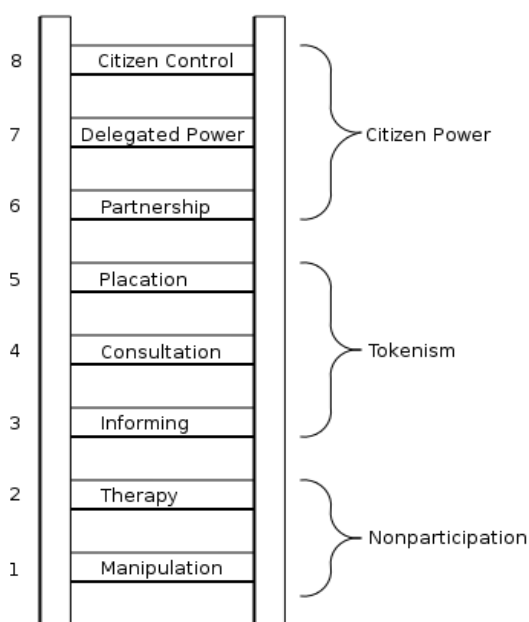 8 Citizen Control
7 Delegated Power
Citizen Power
6 Partnership
5 Placation
4 Consultation
Tokenism
3 Informing
2 Therapy
Nonparticipation
1 Manipulation